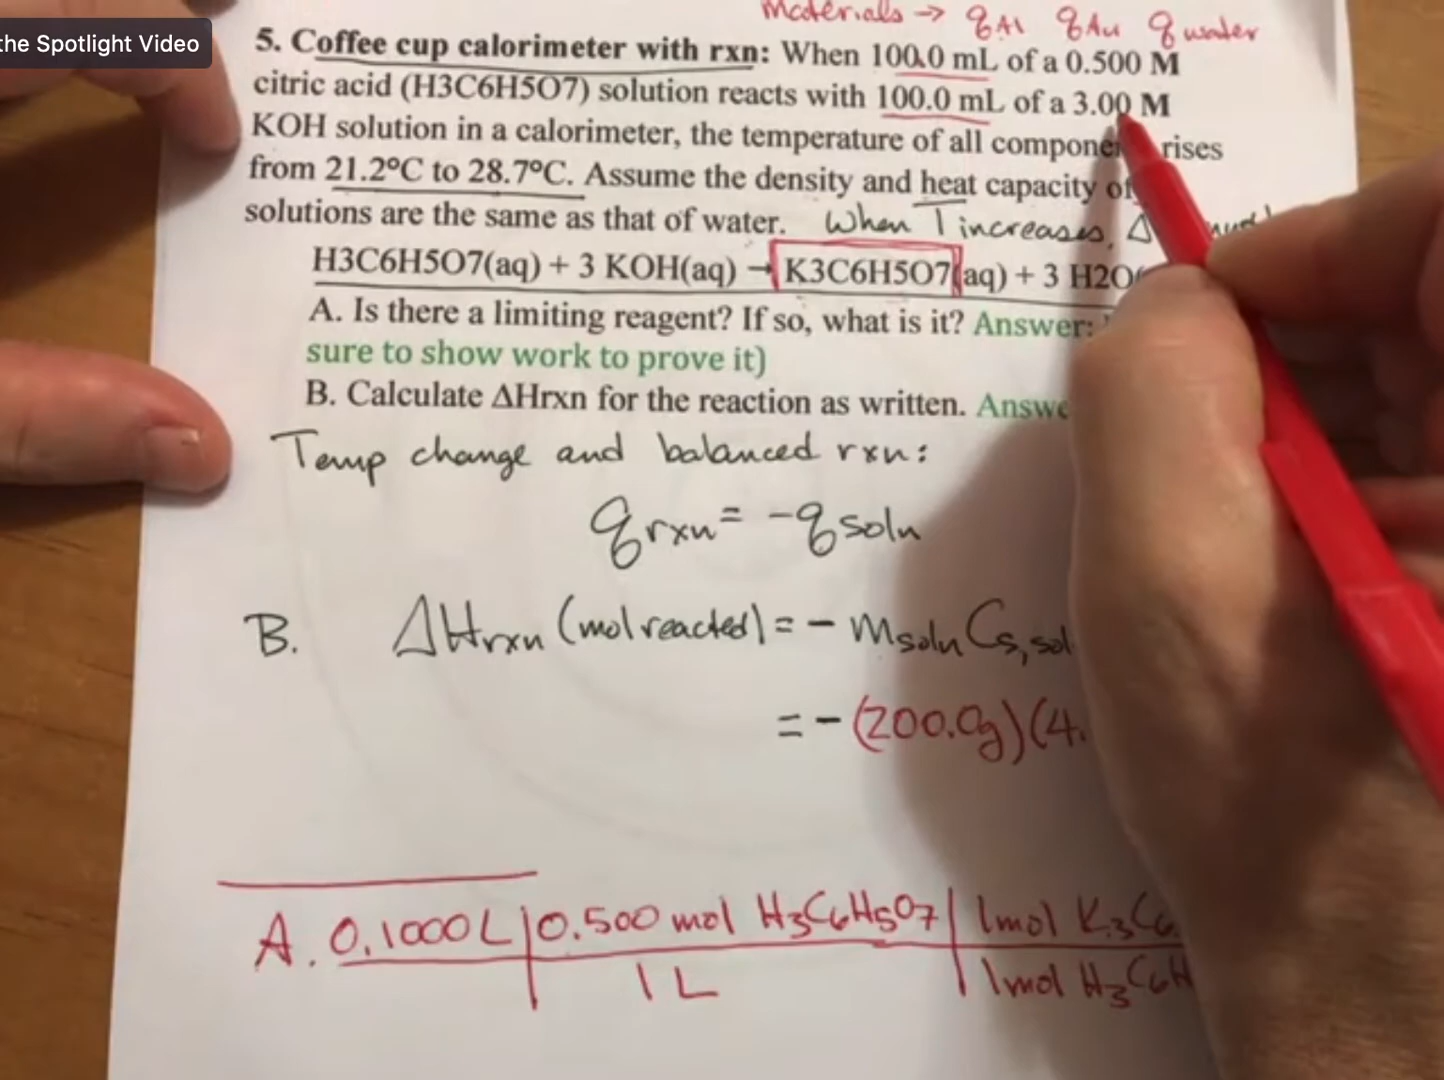 the Spotlight Video
Materials → qAl qAu qwater
5. Coffee cup calorimeter with rxn: When 100.0 mL of a 0.500 M
citric acid (H3C6H5O7) solution reacts with 100.0 mL of a 3.00 M
KOH solution in a calorimeter, the temperature of all rises
from 21.2°C to 28.7°C. Assume the density and heat capacity
solutions are the same as that of water. When T increases, Δ
H3C6H5O7(aq) + 3 KOH(aq) → K3C6H5O7(aq) + 3 H2O
A. Is there a limiting reagent? If so, what is it? Answer:
sure to show work to prove it)
B. Calculate ΔHrxn for the reaction as written.
Temp change and balanced rxn:
qrxn = -qsoln
B. ΔHrxn (mol reacted) = - msoln Cs,sol
= - (200.0g)(4.
A. 0.1000 L | 0.500 mol H3C6H5O7 | 1mol K3C6
1 L | 1mol H3C6H